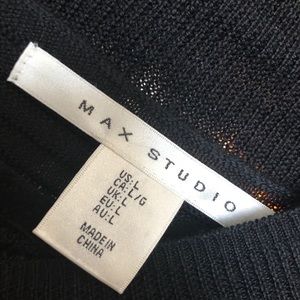 MAX STUDIO
US:L
CA:L/G
UK:L
EU:L
AU:L
MADE IN
CHINA